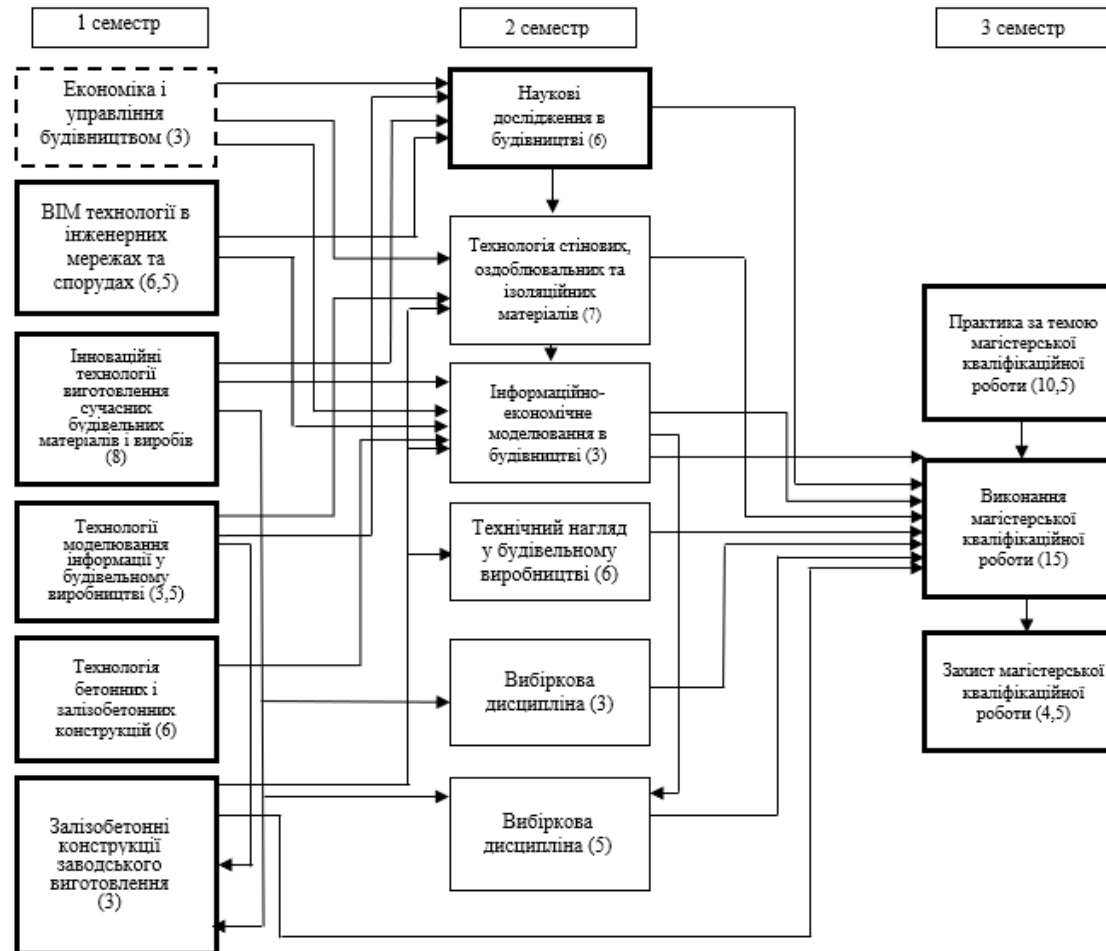 1 семестр
2 семестр
3 семестр
Економіка і
управління
будівництвом (3)
ВІМ технології в
інженерних
мережах та
спорудах (6,5)
Інноваційні
технології
виготовлення
сучасних
будівельних
матеріалів і виробів
(8)
Технології
моделювання
інформації у
будівельному
виробництві (3,5)
Технологія
бетонних і
залізобетонних
конструкцій (6)
Залізобетонні
конструкції
заводського
виготовлення
(3)
Наукові
дослідження в
будівництві (6)
Технологія стінових,
оздоблювальних та
ізоляційних
матеріалів (7)
Інформаційно-
економічне
моделювання в
будівництві (3)
Технічний нагляд
у будівельному
виробництві (6)
Вибіркова
дисципліна (3)
Вибіркова
дисципліна (5)
Практика за темою
магістерської
кваліфікаційної
роботи (10,5)
Виконання
магістерської
кваліфікаційної
роботи (15)
Захист магістерської
кваліфікаційної
роботи (4,5)